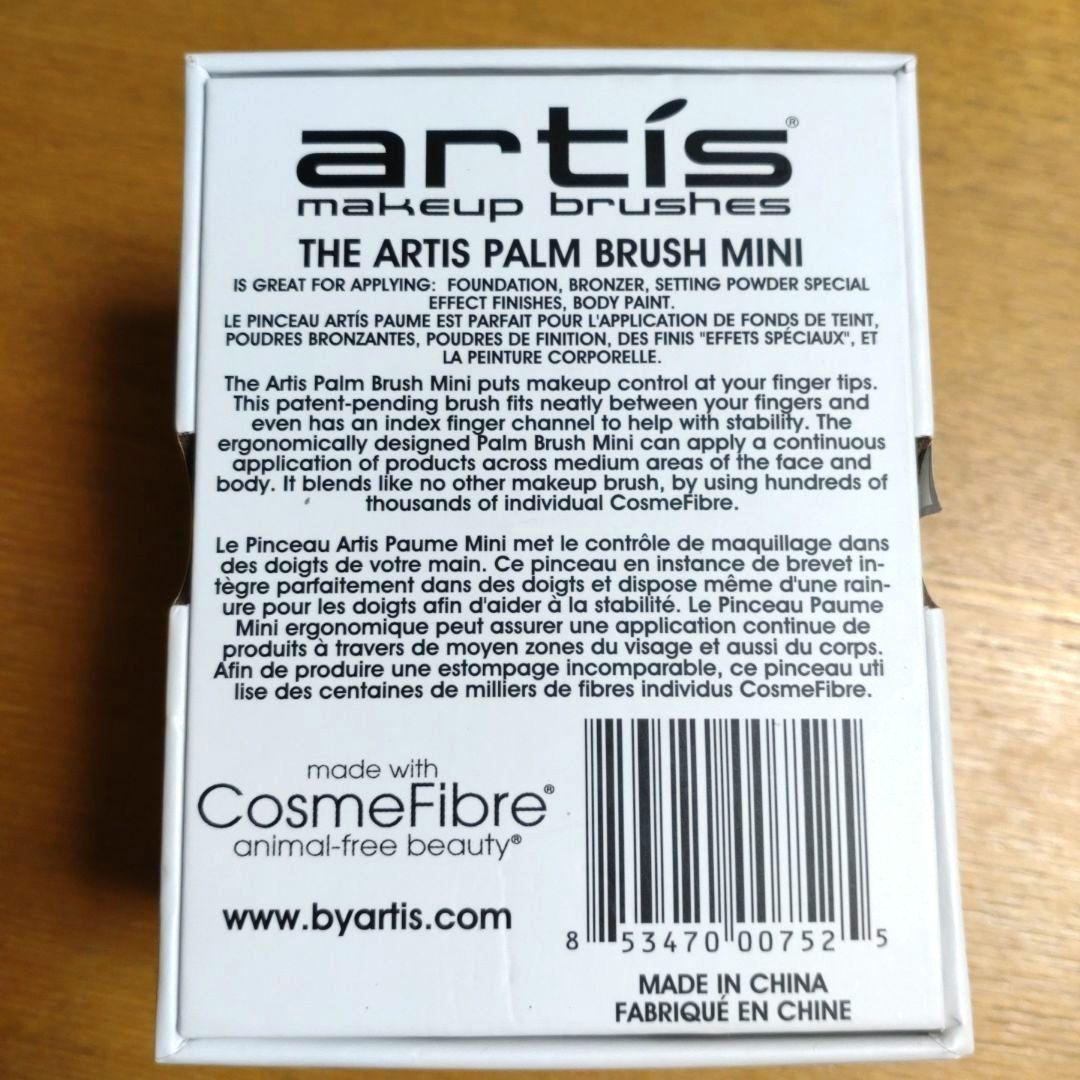 artís®
makeup brushes
THE ARTIS PALM BRUSH MINI
IS GREAT FOR APPLYING: FOUNDATION, BRONZER, SETTING POWDER SPECIAL
EFFECT FINISHES, BODY PAINT.
LE PINCEAU ARTÍS PAUME EST PARFAIT POUR L'APPLICATION DE FONDS DE TEINT,
POUDRES BRONZANTES, POUDRES DE FINITION, DES FINIS "EFFETS SPÉCIAUX", ET
LA PEINTURE CORPORELLE.
The Artis Palm Brush Mini puts makeup control at your finger tips.
This patent-pending brush fits neatly between your fingers and
even has an index finger channel to help with stability. The
ergonomically designed Palm Brush Mini can apply a continuous
application of products across medium areas of the face and
body. It blends like no other makeup brush, by using hundreds of
thousands of individual CosmeFibre.
Le Pinceau Artis Paume Mini met le contrôle de maquillage dans
des doigts de votre main. Ce pinceau en instance de brevet in-
tègre parfaitement dans des doigts et dispose même d'une rain-
ure pour les doigts afin d'aider à la stabilité. Le Pinceau Paume
Mini ergonomique peut assurer une application continue de
produits à travers de moyen zones du visage et aussi du corps.
Afin de produire une estompage incomparable, ce pinceau uti
lise des centaines de milliers de fibres individus CosmeFibre.
made with
CosmeFibre®
animal-free beauty®
www.byartis.com
8 53470 00752 5
MADE IN CHINA
FABRIQUÉ EN CHINE